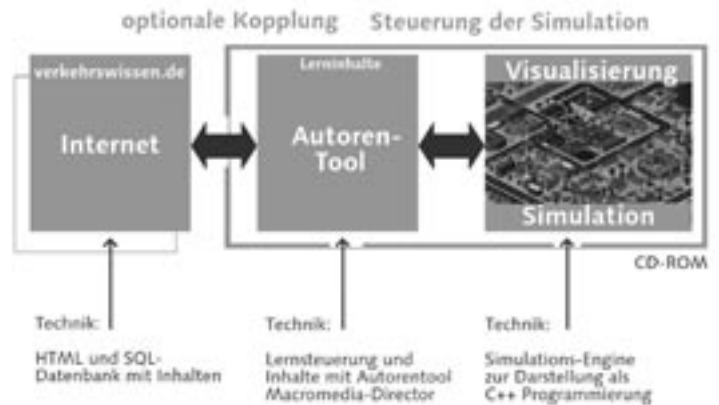 optionale Kopplung Steuerung der Simulation
verkehrswissen.de
Internet
Lerninhalte
Autoren-
Tool
Visualisierung
Simulation
CD-ROM
Technik:
HTML und SQL-
Datenbank mit Inhalten
Technik:
Lernsteuerung und
Inhalte mit Autorentool
Macromedia-Director
Technik:
Simulations-Engine
zur Darstellung als
C++ Programmierung